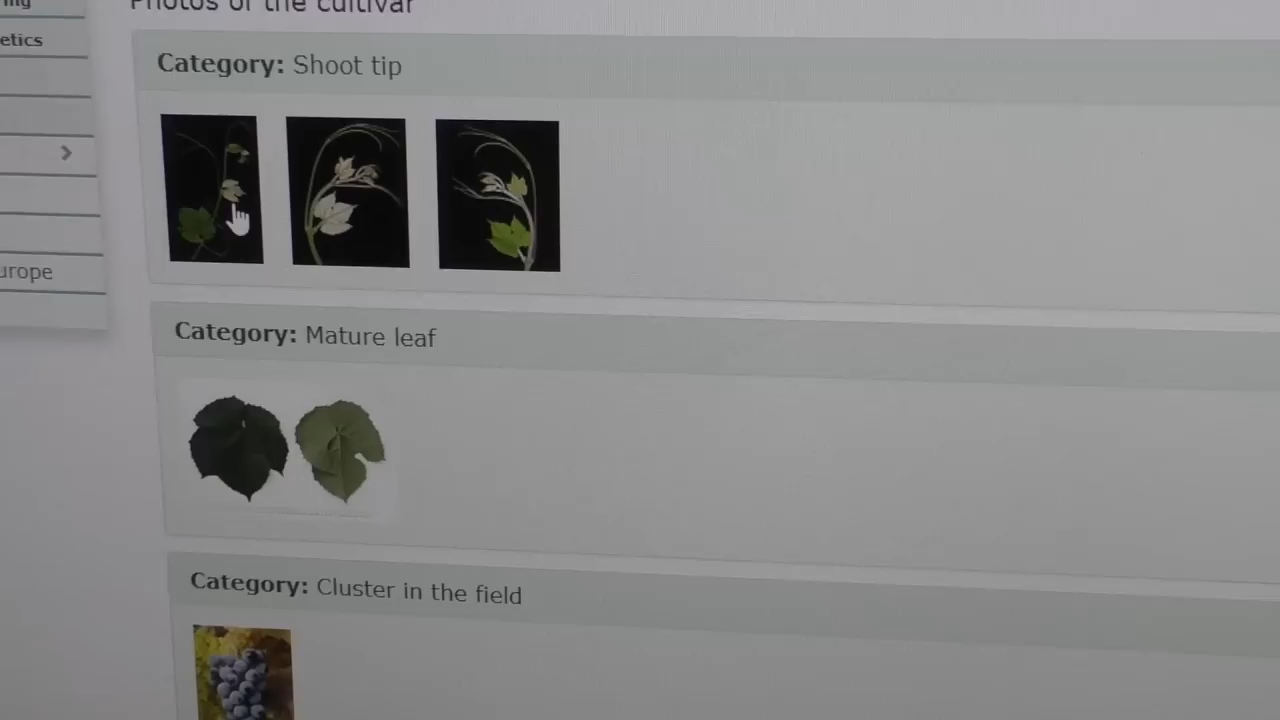 Photos of the cultivar
etics
Category: Shoot tip
urope
Category: Mature leaf
Category: Cluster in the field